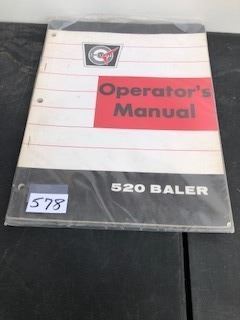 Operator's
Manual
520 BALER
578